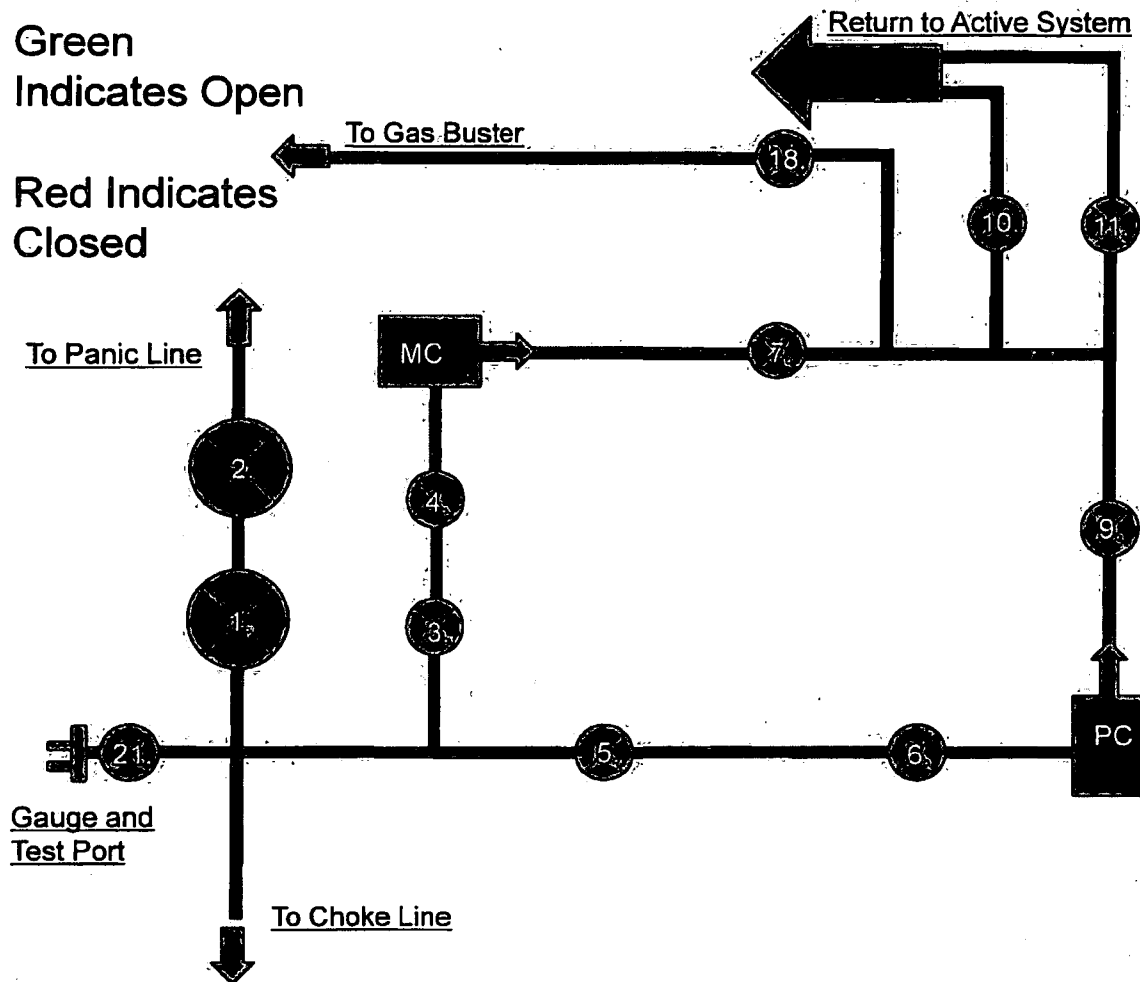 Green
Indicates Open
Red Indicates
Closed
Return to Active System
To Gas Buster
18
10
11
To Panic Line
MC
7
2
4
9
1
3
21
5
6
PC
Gauge and
Test Port
To Choke Line